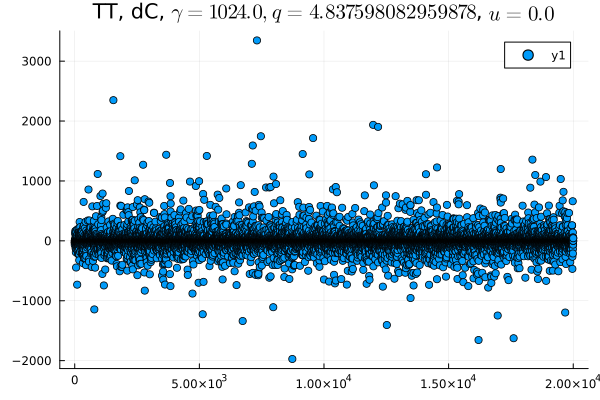 TT, dC, γ = 1024.0, q = 4.837598082959878, u = 0.0
y1
3000
2000
1000
0
−1000
−2000
0 5.00×10³ 1.00×10⁴ 1.50×10⁴ 2.00×10⁴